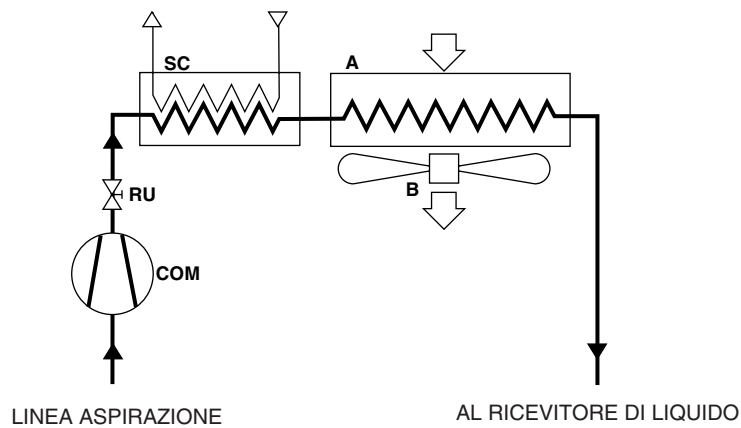 SC
A
B
RU
COM
LINEA ASPIRAZIONE
AL RICEVITORE DI LIQUIDO